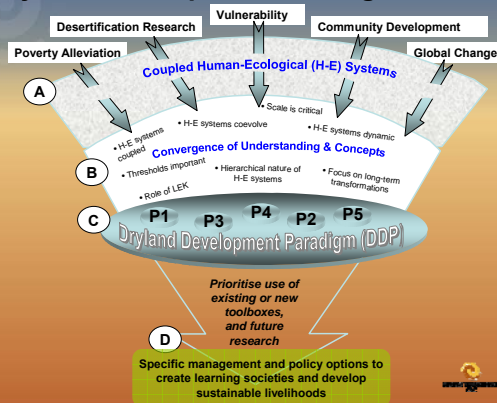 Vulnerability
Desertification Research
Community Development
Poverty Alleviation
Global Change
A
Coupled Human-Ecological (H-E) Systems
• Scale is critical
• H-E systems coevolve
• H-E systems dynamic
• H-E systems
coupled
Convergence of Understanding & Concepts
B
• Thresholds important
• Hierarchical nature of
H-E systems
• Focus on long-term
transformations
• Role of LEK
C
P1
P3
P4
P2
P5
Dryland Development Paradigm (DDP)
Prioritise use of
existing or new
toolboxes,
and future
research
D
Specific management and policy options to
create learning societies and develop
sustainable livelihoods